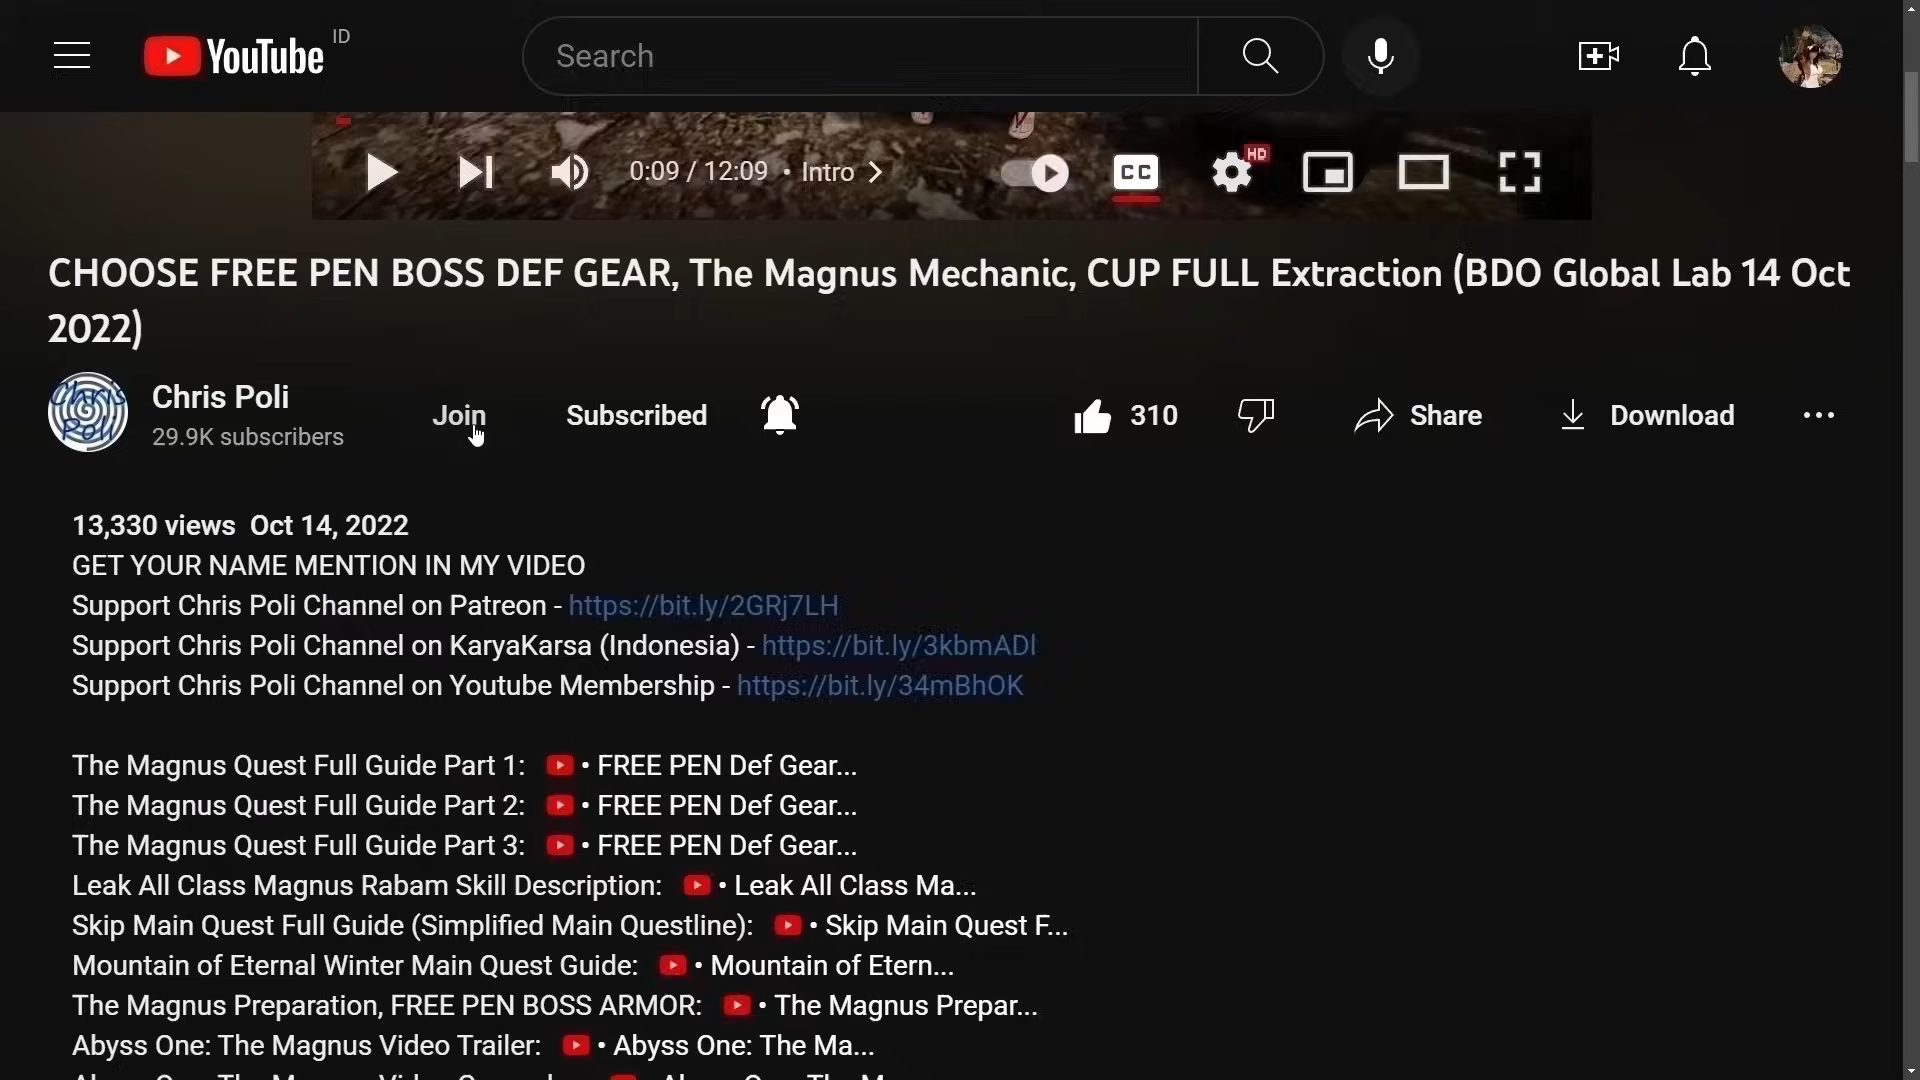 YouTube ID
Search
0:09 / 12:09 • Intro
CC
HD
CHOOSE FREE PEN BOSS DEF GEAR, The Magnus Mechanic, CUP FULL Extraction (BDO Global Lab 14 Oct
2022)
Chris Poli
Chris Poli
29.9K subscribers
Join
Subscribed
310
Share
Download
13,330 views Oct 14, 2022
GET YOUR NAME MENTION IN MY VIDEO
Support Chris Poli Channel on Patreon - https://bit.ly/2GRj7LH
Support Chris Poli Channel on KaryaKarsa (Indonesia) - https://bit.ly/3kbmADl
Support Chris Poli Channel on Youtube Membership - https://bit.ly/34mBhOK
The Magnus Quest Full Guide Part 1: • FREE PEN Def Gear...
The Magnus Quest Full Guide Part 2: • FREE PEN Def Gear...
The Magnus Quest Full Guide Part 3: • FREE PEN Def Gear...
Leak All Class Magnus Rabam Skill Description: • Leak All Class Ma...
Skip Main Quest Full Guide (Simplified Main Questline): • Skip Main Quest F...
Mountain of Eternal Winter Main Quest Guide: • Mountain of Etern...
The Magnus Preparation, FREE PEN BOSS ARMOR: • The Magnus Prepar...
Abyss One: The Magnus Video Trailer: • Abyss One: The Ma...